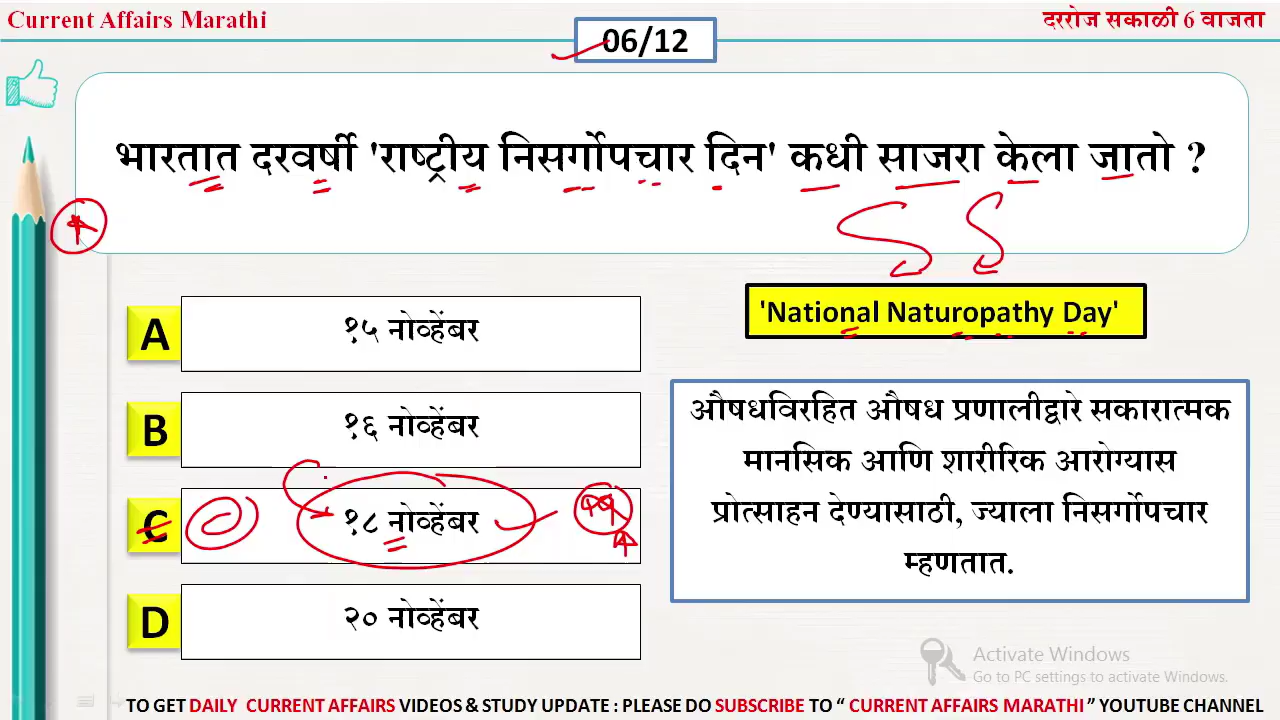 Current Affairs Marathi
दररोज सकाळी 6 वाजता
06/12
भारतात दरवर्षी 'राष्ट्रीय निसर्गोपचार दिन' कधी साजरा केला जातो ?
'National Naturopathy Day'
A १५ नोव्हेंबर
B १६ नोव्हेंबर
C १८ नोव्हेंबर
D २० नोव्हेंबर
औषधविरहित औषध प्रणालीद्वारे सकारात्मक
मानसिक आणि शारीरिक आरोग्यास
प्रोत्साहन देण्यासाठी, ज्याला निसर्गोपचार
म्हणतात.
Activate Windows
Go to PC settings to activate Windows.
TO GET DAILY CURRENT AFFAIRS VIDEOS & STUDY UPDATE : PLEASE DO SUBSCRIBE TO “ CURRENT AFFAIRS MARATHI ” YOUTUBE CHANNEL